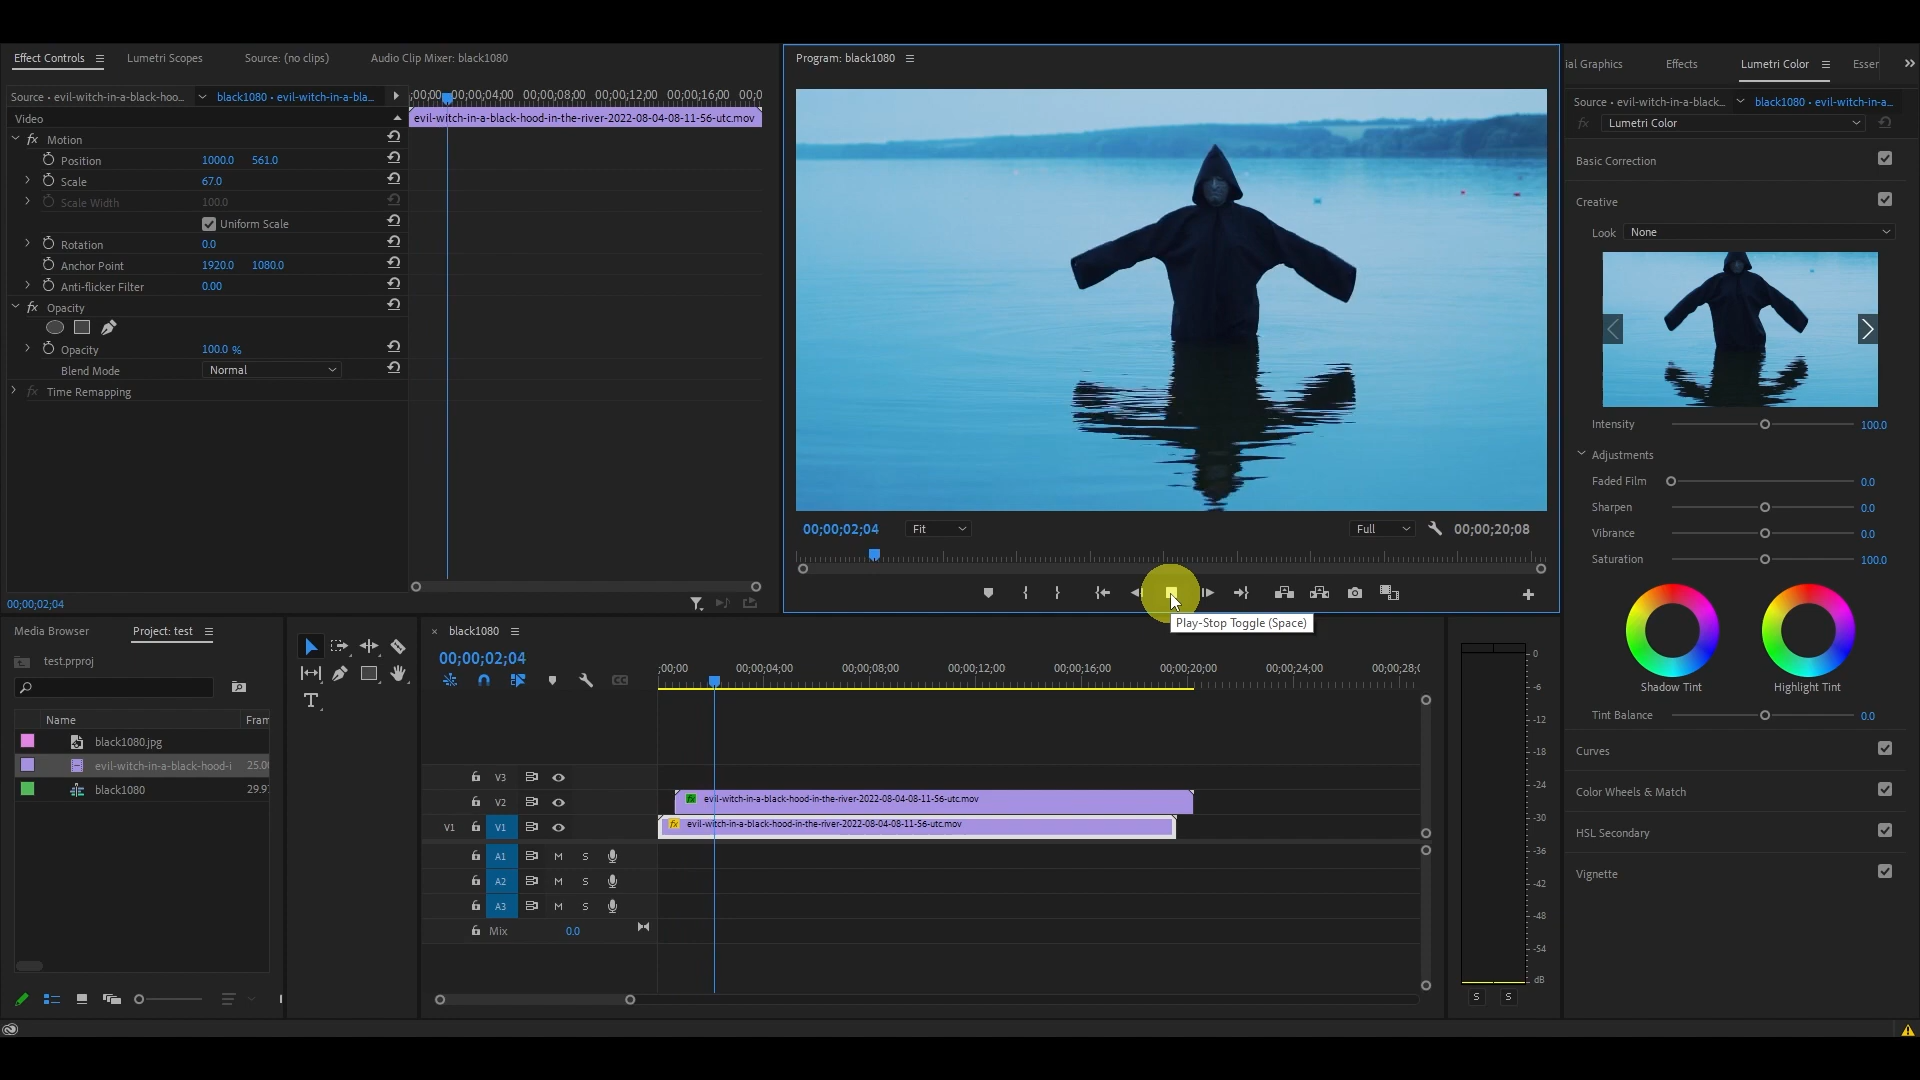 Effect Controls
Lumetri Scopes
Source: (no clips)
Audio Clip Mixer: black1080
Program: black1080
Effects
Lumetri Color
Source • evil-witch-in-a-black-hoo...
black1080 • evil-witch-in-a-bla...
00;00;04;00
00;00;08;00
00;00;12;00
00;00;16;00
Video
evil-witch-in-a-black-hood-in-the-river-2022-08-04-08-11-56-utc.mov
fx Motion
Position 1000.0 561.0
Scale 67.0
Scale Width 100.0
Uniform Scale
Rotation 0.0
Anchor Point 1920.0 1080.0
Anti-flicker Filter 0.00
fx Opacity
Opacity 100.0 %
Blend Mode Normal
fx Time Remapping
00;00;02;04
00;00;02;04
Fit
Full
00;00;20;08
Play-Stop Toggle (Space)
ial Graphics
Esser
Source • evil-witch-in-a-black...
black1080 • evil-witch-in-a...
fx Lumetri Color
Basic Correction
Creative
Look None
Intensity 100.0
Adjustments
Faded Film 0.0
Sharpen 0.0
Vibrance 0.0
Saturation 100.0
Shadow Tint
Highlight Tint
Tint Balance 0.0
Curves
Color Wheels & Match
HSL Secondary
Vignette
Media Browser
Project: test
test.prproj
Name
Fram
black1080.jpg
evil-witch-in-a-black-hood-i
25.0
black1080
29.9
T
black1080
00;00;02;04
;00;00
00;00;04;00
00;00;08;00
00;00;12;00
00;00;16;00
00;00;20;00
00;00;24;00
00;00;28;0
V3
V2
fx evil-witch-in-a-black-hood-in-the-river-2022-08-04-08-11-56-utc.mov
V1 V1
fx evil-witch-in-a-black-hood-in-the-river-2022-08-04-08-11-56-utc.mov
A1 M S
A2 M S
A3 M S
Mix 0.0
0
-6
-12
-18
-24
-30
-36
-42
-48
-54
dB
S S